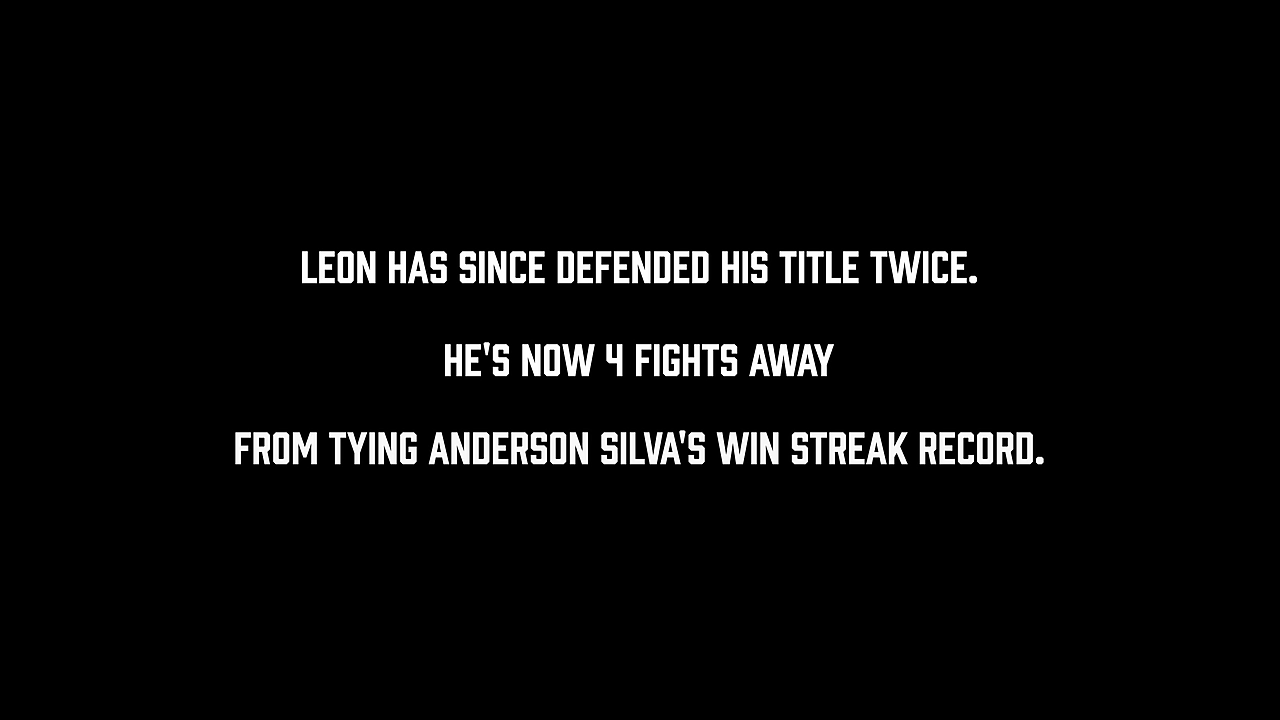 LEON HAS SINCE DEFENDED HIS TITLE TWICE.
HE'S NOW 4 FIGHTS AWAY
FROM TYING ANDERSON SILVA'S WIN STREAK RECORD.